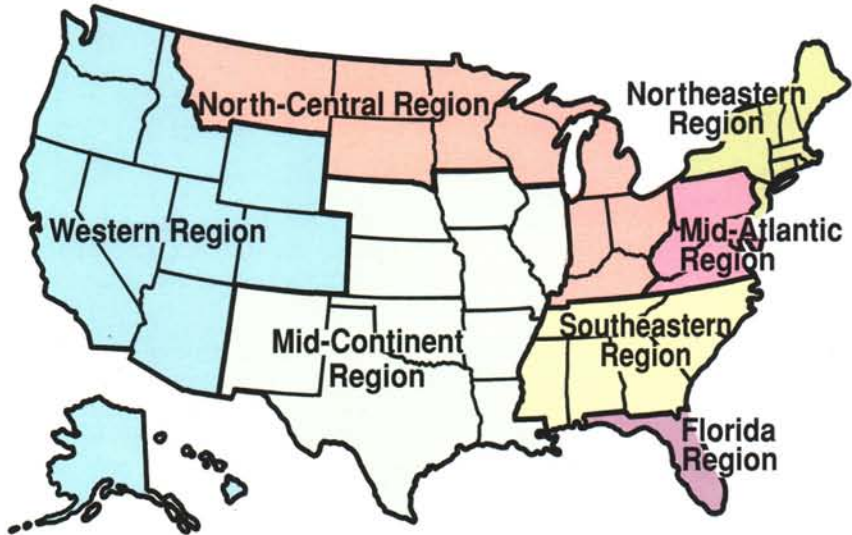 North-Central Region
Northeastern
Region
Western Region
Mid-Atlantic
Region
Mid-Continent
Region
Southeastern
Region
Florida
Region